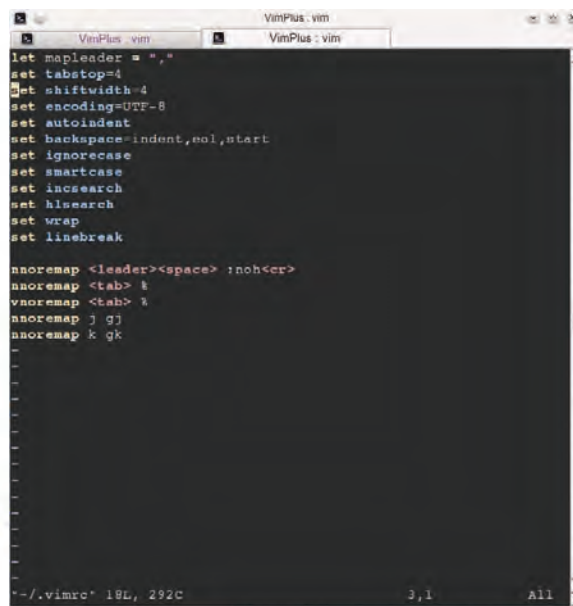 VimPlus : vim
VimPlus : vim
VimPlus : vim
let mapleader = ","
set tabstop=4
set shiftwidth=4
set encoding=UTF-8
set autoindent
set backspace=indent,eol,start
set ignorecase
set smartcase
set incsearch
set hlsearch
set wrap
set linebreak
nnoremap <leader><space> :noh<cr>
nnoremap <tab> %
vnoremap <tab> %
nnoremap j gj
nnoremap k gk
~
~
~
~
~
~
~
~
~
~
~
~
~
"~/.vimrc" 18L, 292C 3,1 All